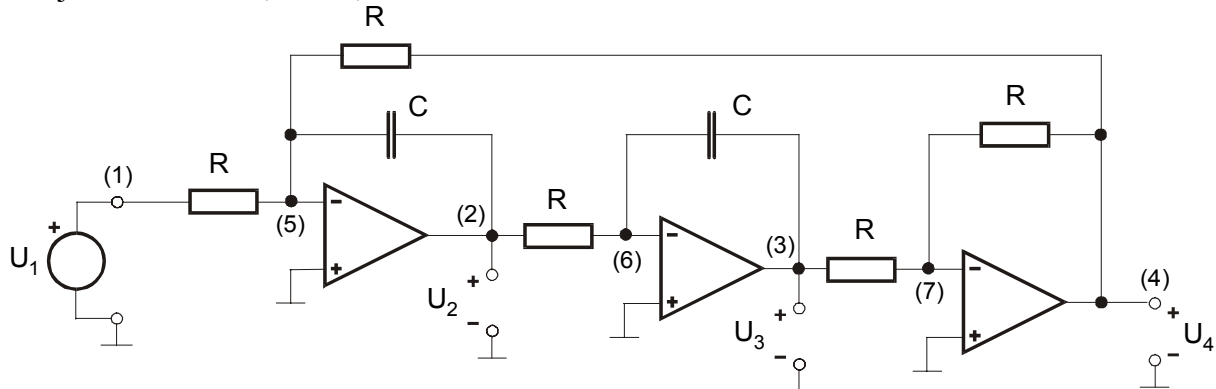 R
C
C
R
(1)
R
(5)
-
+
(2)
R
(6)
-
+
(3)
R
(7)
-
+
(4)
+
U1
+
U2
-
+
U3
-
+
U4
-